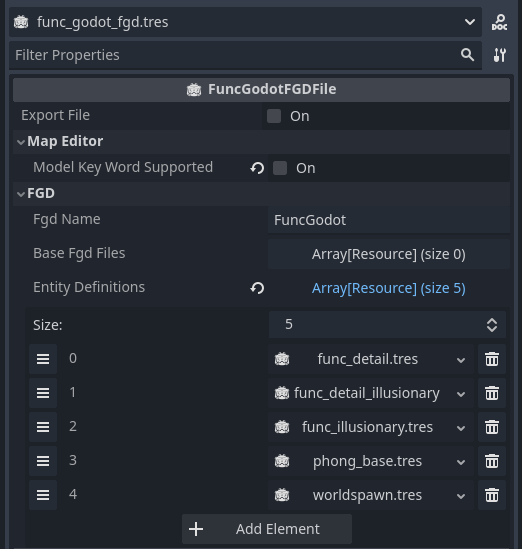 func_godot_fgd.tres
DOC
Filter Properties
FuncGodotFGDFile
Export File On
Map Editor
Model Key Word Supported On
FGD
Fgd Name FuncGodot
Base Fgd Files Array[Resource] (size 0)
Entity Definitions Array[Resource] (size 5)
Size: 5
0 func_detail.tres
1 func_detail_illusionary
2 func_illusionary.tres
3 phong_base.tres
4 worldspawn.tres
Add Element